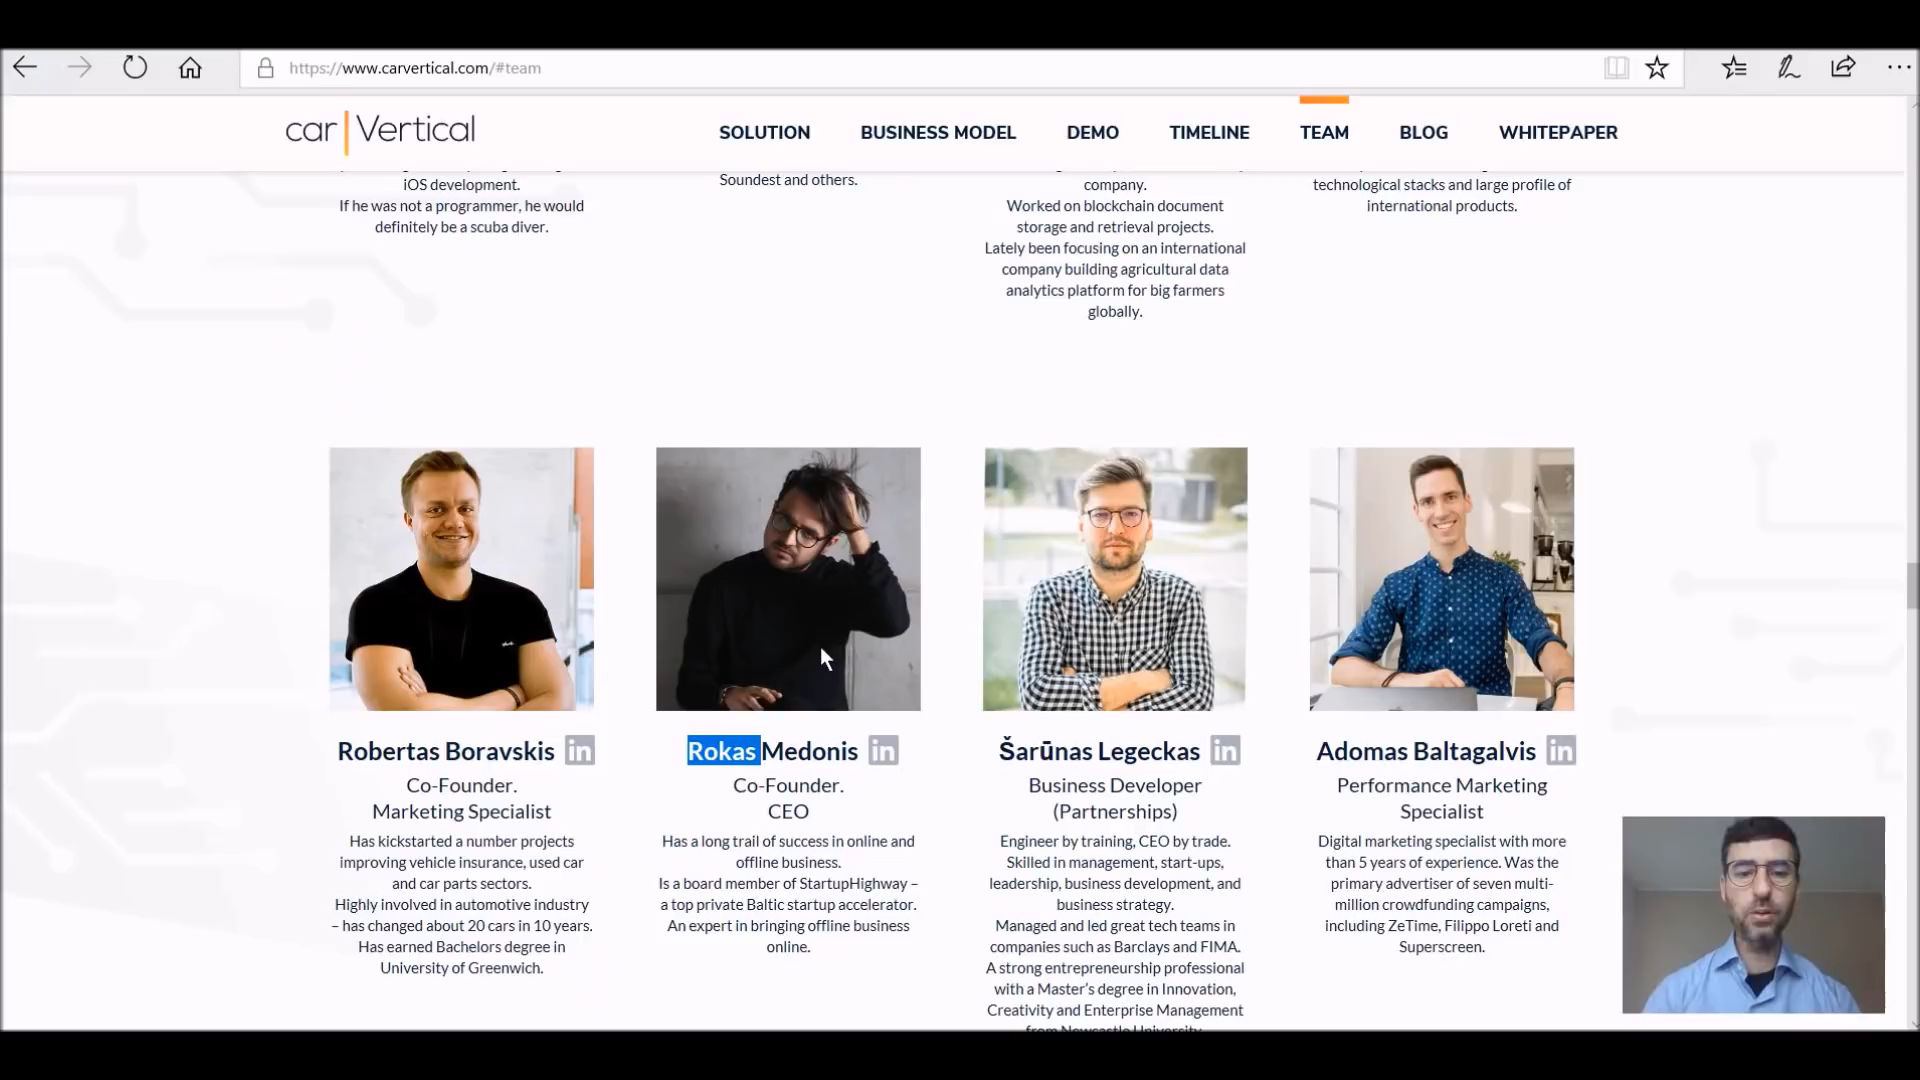 https://www.carvertical.com/#team
car Vertical
SOLUTION BUSINESS MODEL DEMO TIMELINE TEAM BLOG WHITEPAPER
iOS development.
If he was not a programmer, he would
definitely be a scuba diver.
Soundest and others.
company.
Worked on blockchain document
storage and retrieval projects.
Lately been focusing on an international
company building agricultural data
analytics platform for big farmers
globally.
technological stacks and large profile of
international products.
Robertas Boravskis in
Co-Founder.
Marketing Specialist
Has kickstarted a number projects
improving vehicle insurance, used car
and car parts sectors.
Highly involved in automotive industry
– has changed about 20 cars in 10 years.
Has earned Bachelors degree in
University of Greenwich.
Rokas Medonis in
Co-Founder.
CEO
Has a long trail of success in online and
offline business.
Is a board member of StartupHighway –
a top private Baltic startup accelerator.
An expert in bringing offline business
online.
Šarūnas Legeckas in
Business Developer
(Partnerships)
Engineer by training, CEO by trade.
Skilled in management, start-ups,
leadership, business development, and
business strategy.
Managed and led great tech teams in
companies such as Barclays and FIMA.
A strong entrepreneurship professional
with a Master’s degree in Innovation,
Creativity and Enterprise Management
from Newcastle University
Adomas Baltagalvis in
Performance Marketing
Specialist
Digital marketing specialist with more
than 5 years of experience. Was the
primary advertiser of seven multi-
million crowdfunding campaigns,
including ZeTime, Filippo Loreti and
Superscreen.